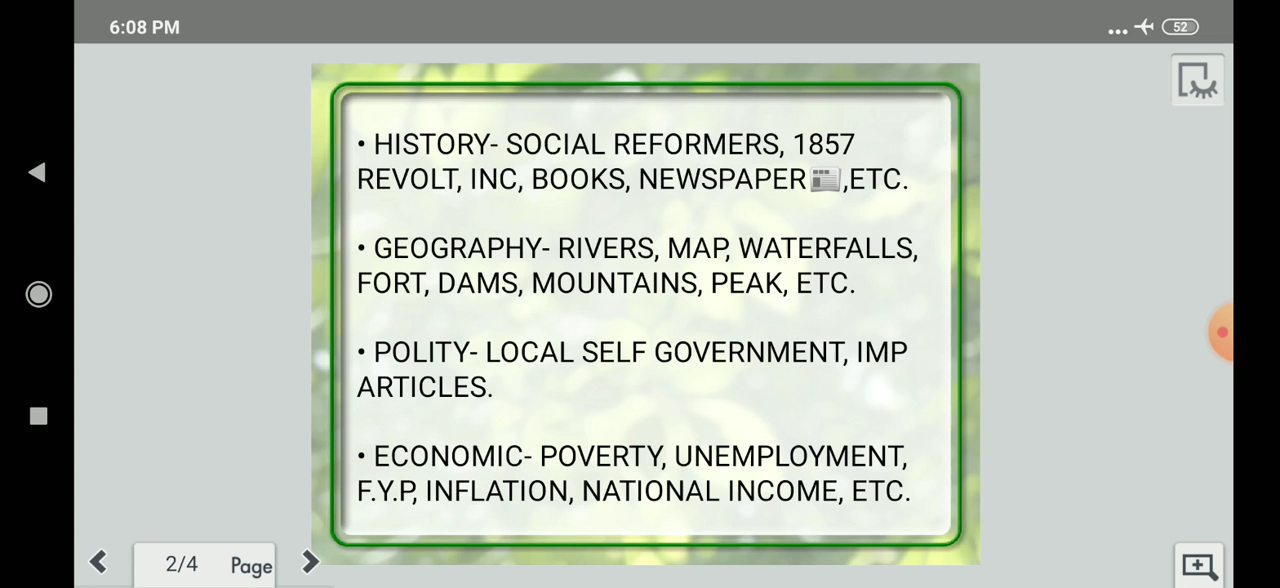 6:08 PM
52
• HISTORY- SOCIAL REFORMERS, 1857
REVOLT, INC, BOOKS, NEWSPAPER📰,ETC.
• GEOGRAPHY- RIVERS, MAP, WATERFALLS,
FORT, DAMS, MOUNTAINS, PEAK, ETC.
• POLITY- LOCAL SELF GOVERNMENT, IMP
ARTICLES.
• ECONOMIC- POVERTY, UNEMPLOYMENT,
F.Y.P, INFLATION, NATIONAL INCOME, ETC.
2/4 Page